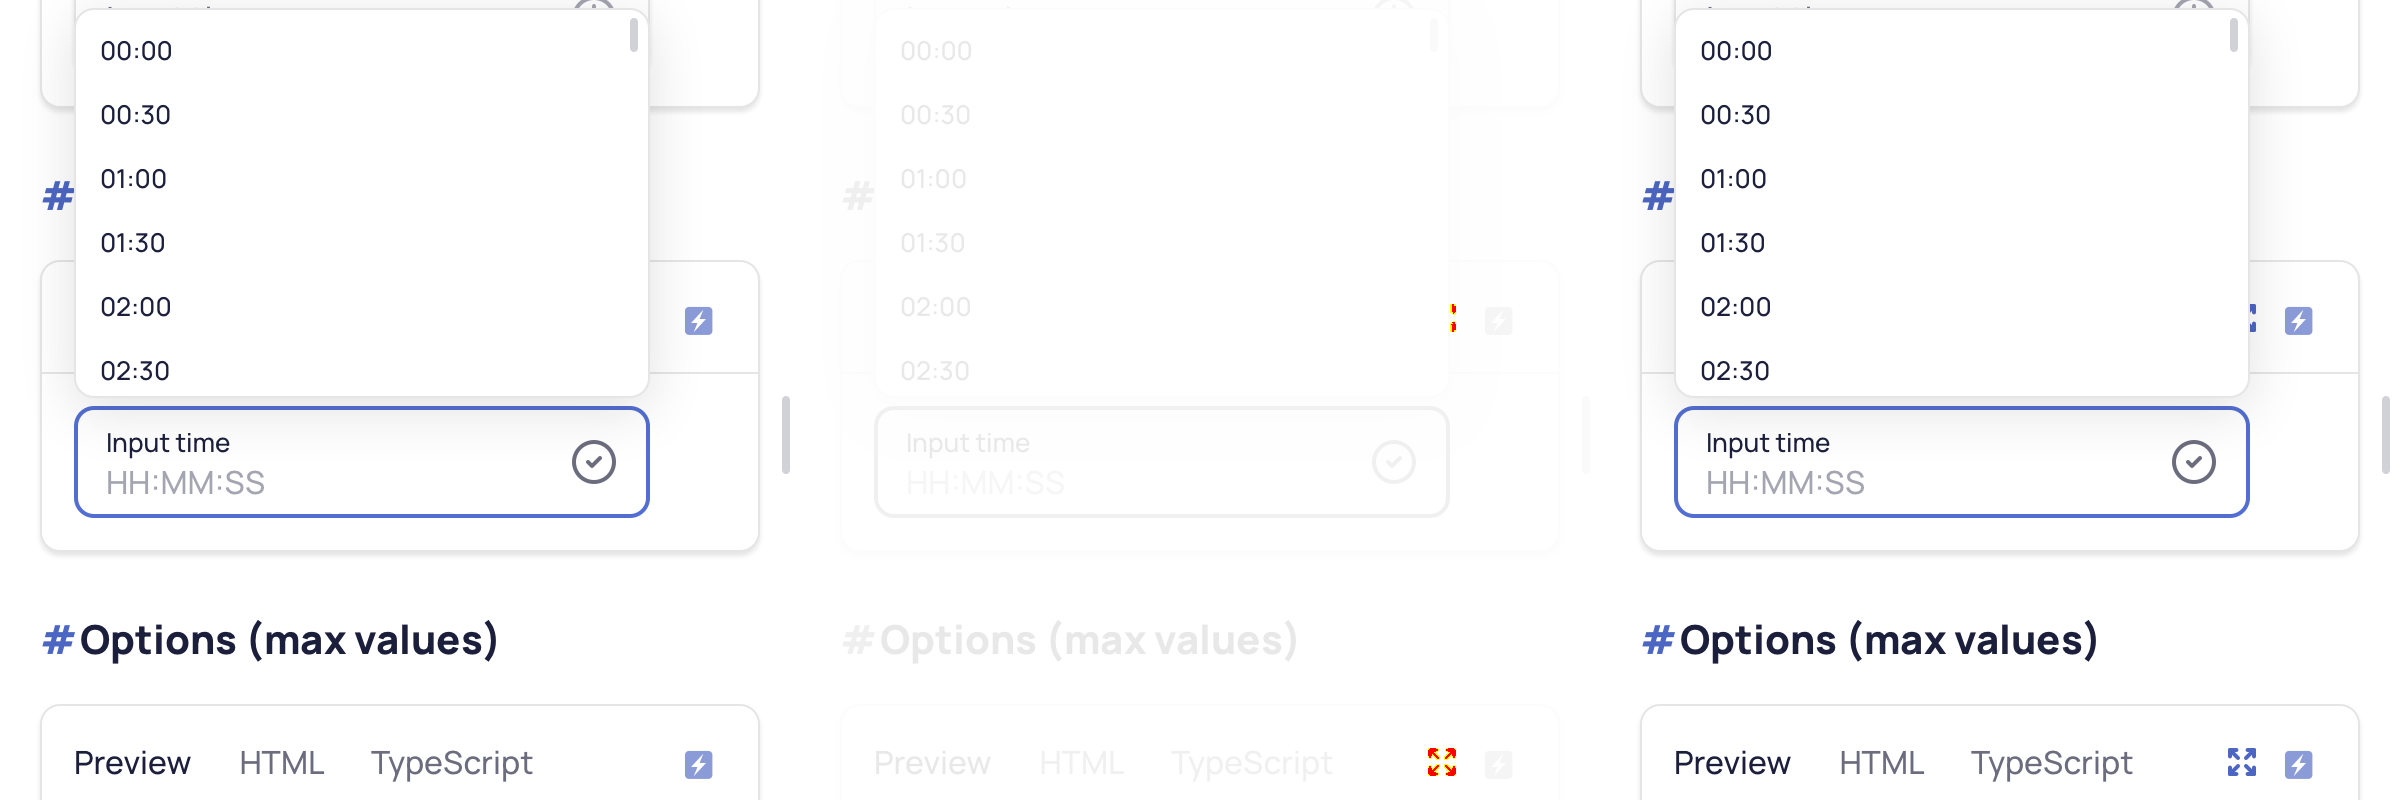 00:00
00:30
01:00
01:30
02:00
02:30
#
Input time
HH:MM:SS
# Options (max values)
Preview HTML TypeScript
00:00
00:30
01:00
01:30
02:00
02:30
#
Input time
HH:MM:SS
# Options (max values)
Preview HTML TypeScript
00:00
00:30
01:00
01:30
02:00
02:30
#
Input time
HH:MM:SS
# Options (max values)
Preview HTML TypeScript